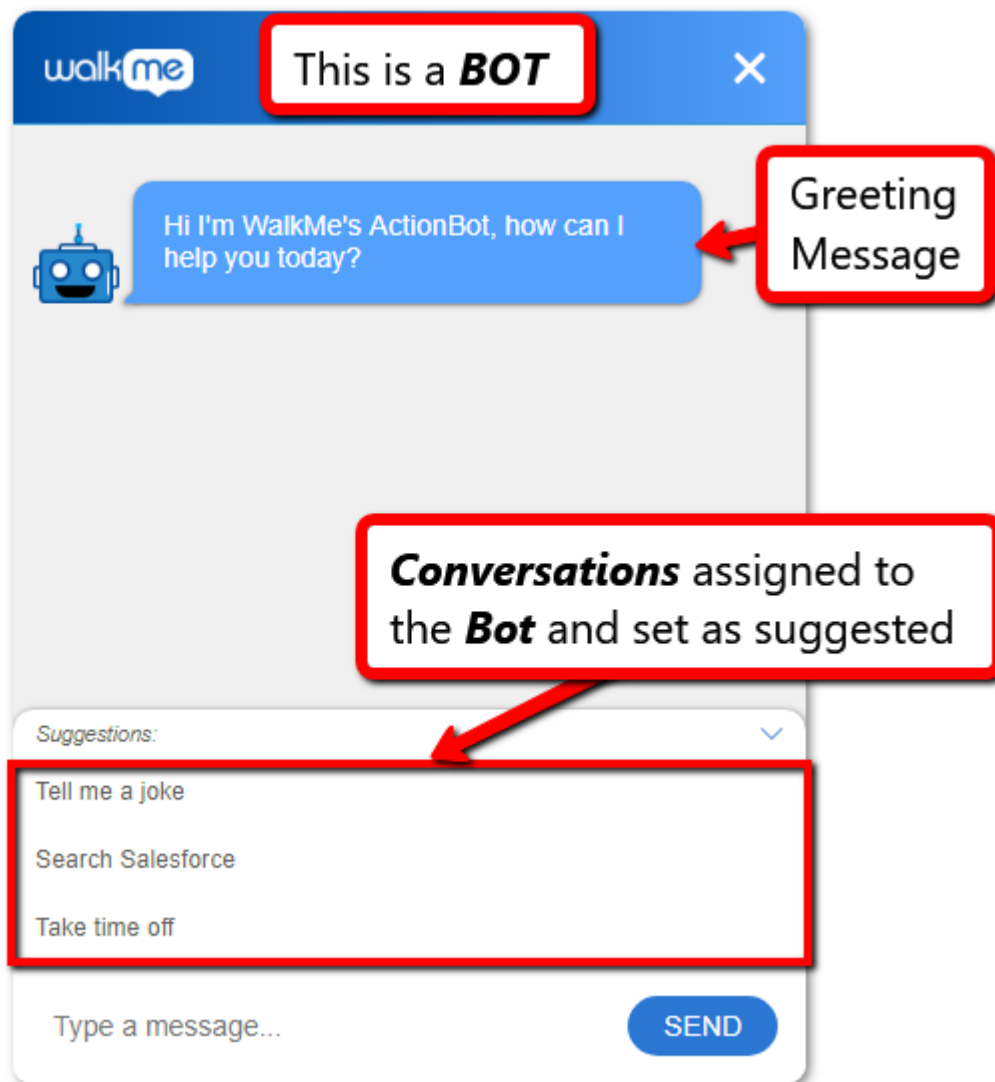 walkme
This is a BOT
Hi I'm WalkMe's ActionBot, how can I
help you today?
Greeting
Message
Conversations assigned to
the Bot and set as suggested
Suggestions:
Tell me a joke
Search Salesforce
Take time off
Type a message...
SEND